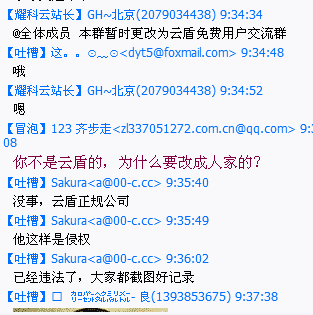 【耀科云站长】GH~北京(2079034438) 9:34:34
@全体成员 本群暂时更改为云盾免费用户交流群
【吐槽】这。。⊙﹏⊙<dyt5@foxmail.com> 9:34:48
哦
【耀科云站长】GH~北京(2079034438) 9:34:52
嗯
【冒泡】123 齐步走<zl337051272.com.cn@qq.com> 9:
08
你不是云盾的，为什么要改成人家的？
【吐槽】Sakura<a@00-c.cc> 9:35:40
没事，云盾正规公司
【吐槽】Sakura<a@00-c.cc> 9:35:49
他这样是侵权
【吐槽】Sakura<a@00-c.cc> 9:36:02
已经违法了，大家都截图好记录
【吐槽】 良(1393853675) 9:37:38